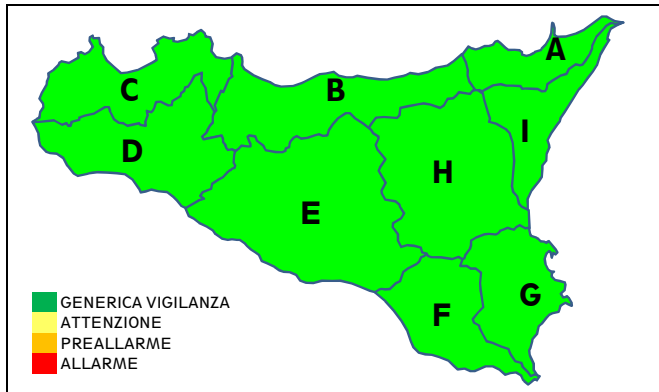 A
B
C
I
D
H
E
G
F
GENERICA VIGILANZA
ATTENZIONE
PREALLARME
ALLARME